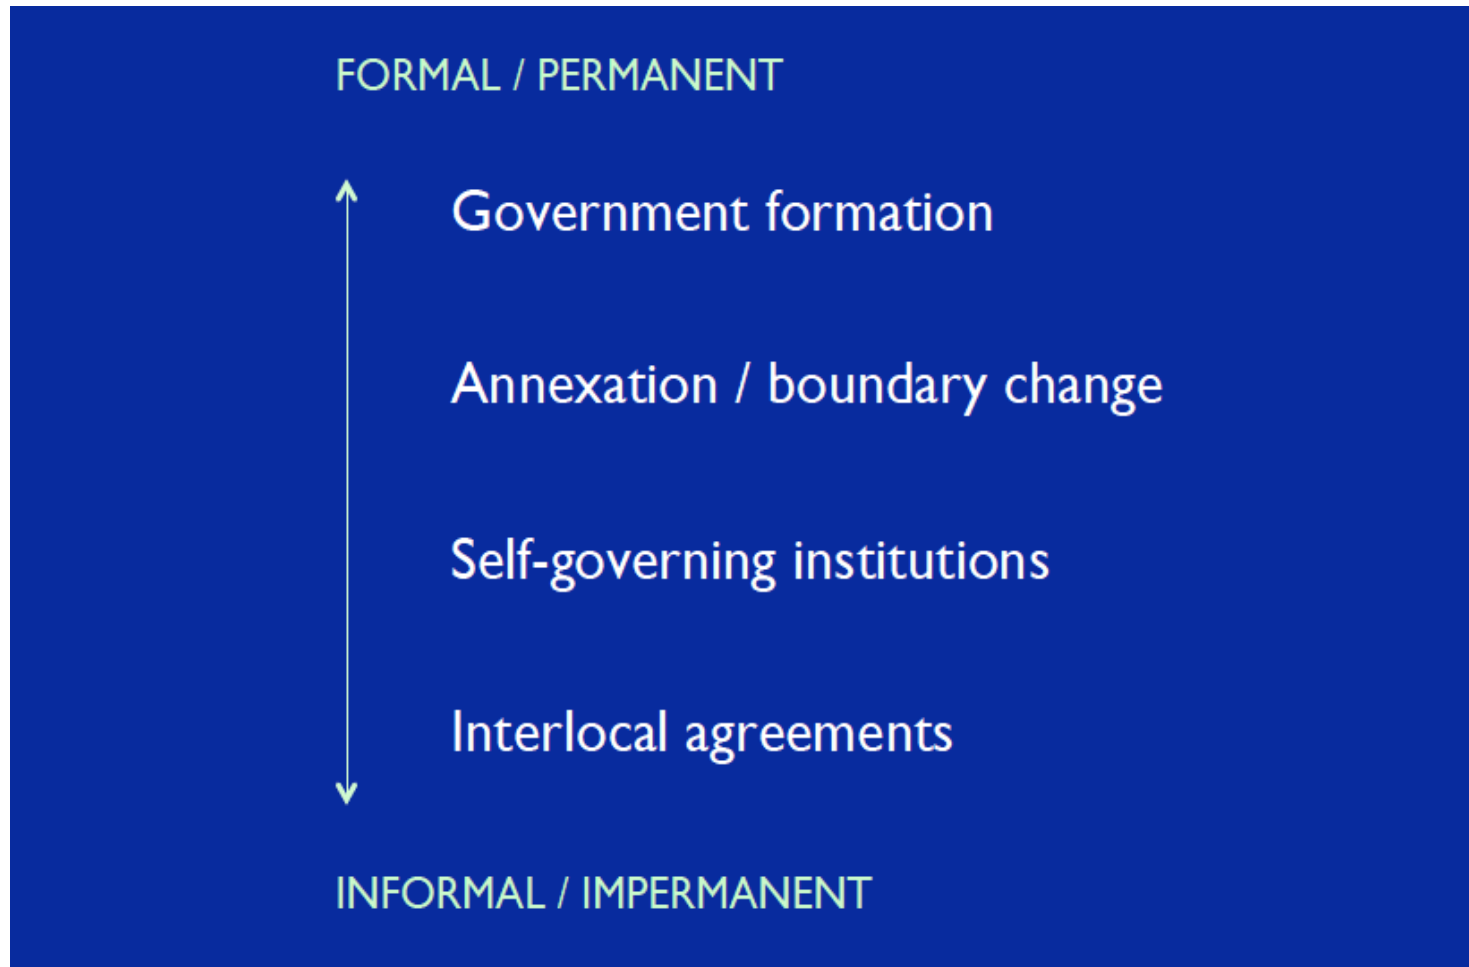 FORMAL / PERMANENT
Government formation
Annexation / boundary change
Self-governing institutions
Interlocal agreements
INFORMAL / IMPERMANENT